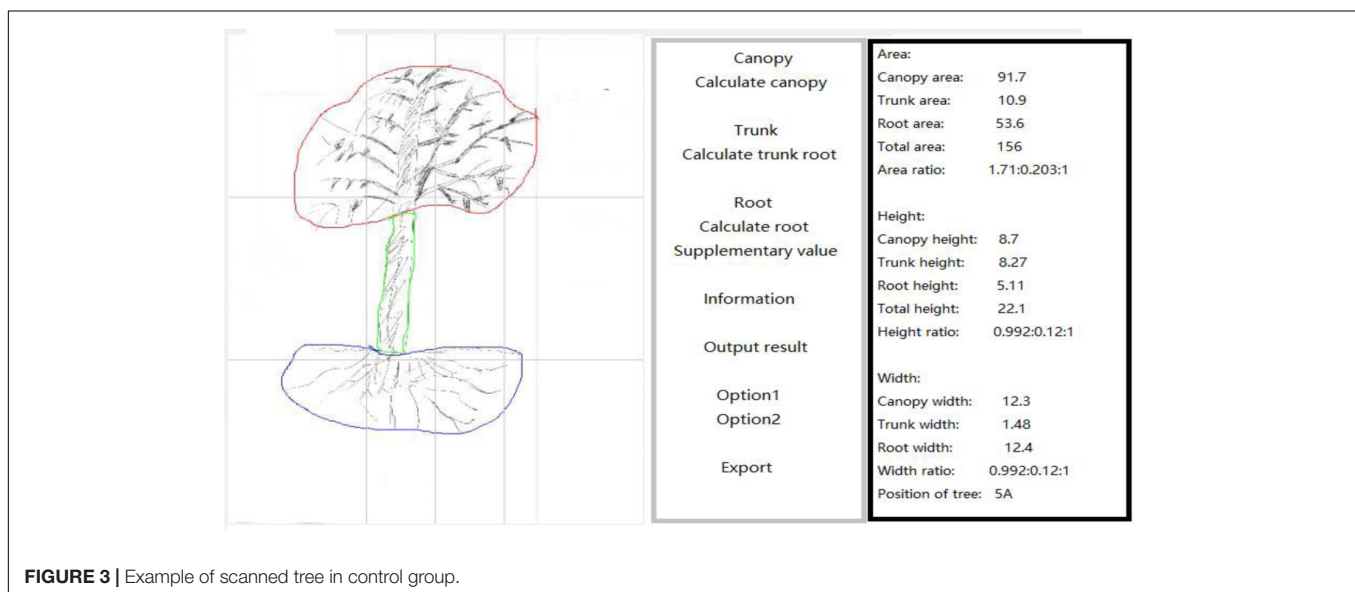 Canopy
Calculate canopy
Trunk
Calculate trunk root
Root
Calculate root
Supplementary value
Information
Output result
Option1
Option2
Export
Area:
Canopy area: 91.7
Trunk area: 10.9
Root area: 53.6
Total area: 156
Area ratio: 1.71:0.203:1
Height:
Canopy height: 8.7
Trunk height: 8.27
Root height: 5.11
Total height: 22.1
Height ratio: 0.992:0.12:1
Width:
Canopy width: 12.3
Trunk width: 1.48
Root width: 12.4
Width ratio: 0.992:0.12:1
Position of tree: 5A
FIGURE 3 | Example of scanned tree in control group.